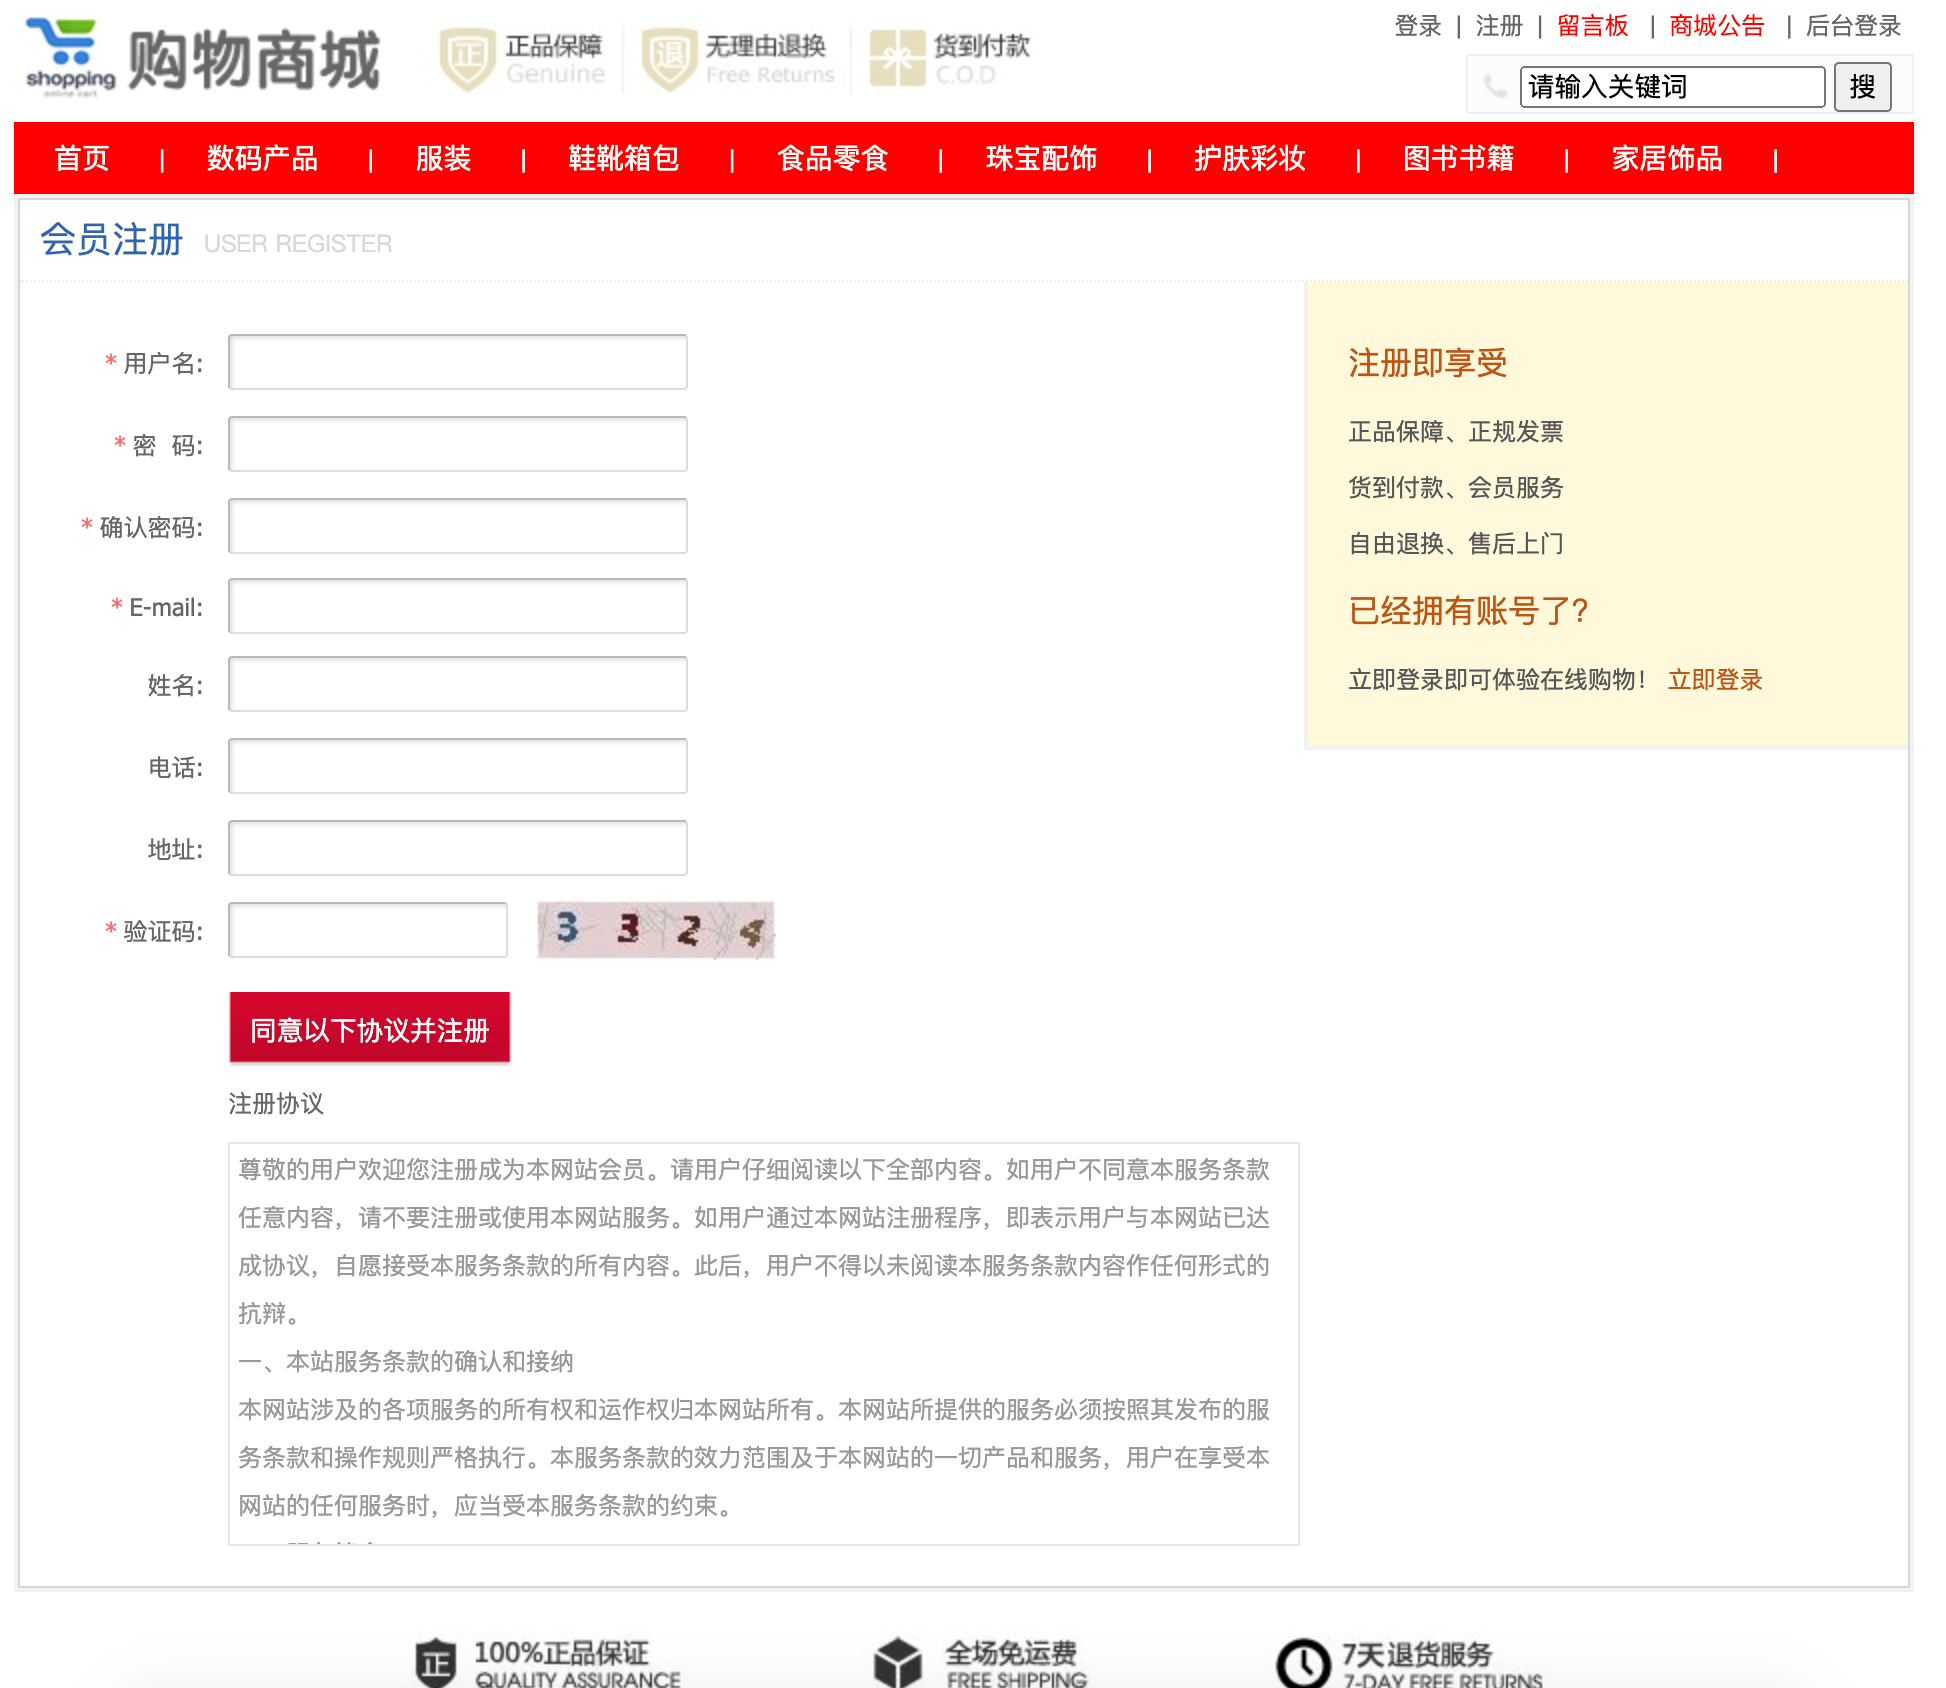 shopping
online cart
购物商城
正 正品保障
Genuine
退 无理由退换
Free Returns
货到付款
C.O.D
登录 | 注册 | 留言板 | 商城公告 | 后台登录
请输入关键词 搜
首页 | 数码产品 | 服装 | 鞋靴箱包 | 食品零食 | 珠宝配饰 | 护肤彩妆 | 图书书籍 | 家居饰品 |
会员注册 USER REGISTER
* 用户名:
* 密 码:
* 确认密码:
* E-mail:
姓名:
电话:
地址:
* 验证码: 3 3 2 4
同意以下协议并注册
注册协议
尊敬的用户欢迎您注册成为本网站会员。请用户仔细阅读以下全部内容。如用户不同意本服务条款
任意内容，请不要注册或使用本网站服务。如用户通过本网站注册程序，即表示用户与本网站已达
成协议，自愿接受本服务条款的所有内容。此后，用户不得以未阅读本服务条款内容作任何形式的
抗辩。
一、本站服务条款的确认和接纳
本网站涉及的各项服务的所有权和运作权归本网站所有。本网站所提供的服务必须按照其发布的服
务条款和操作规则严格执行。本服务条款的效力范围及于本网站的一切产品和服务，用户在享受本
网站的任何服务时，应当受本服务条款的约束。
注册即享受
正品保障、正规发票
货到付款、会员服务
自由退换、售后上门
已经拥有账号了?
立即登录即可体验在线购物！ 立即登录
正 100%正品保证
QUALITY ASSURANCE
全场免运费
FREE SHIPPING
7天退货服务
7-DAY FREE RETURNS